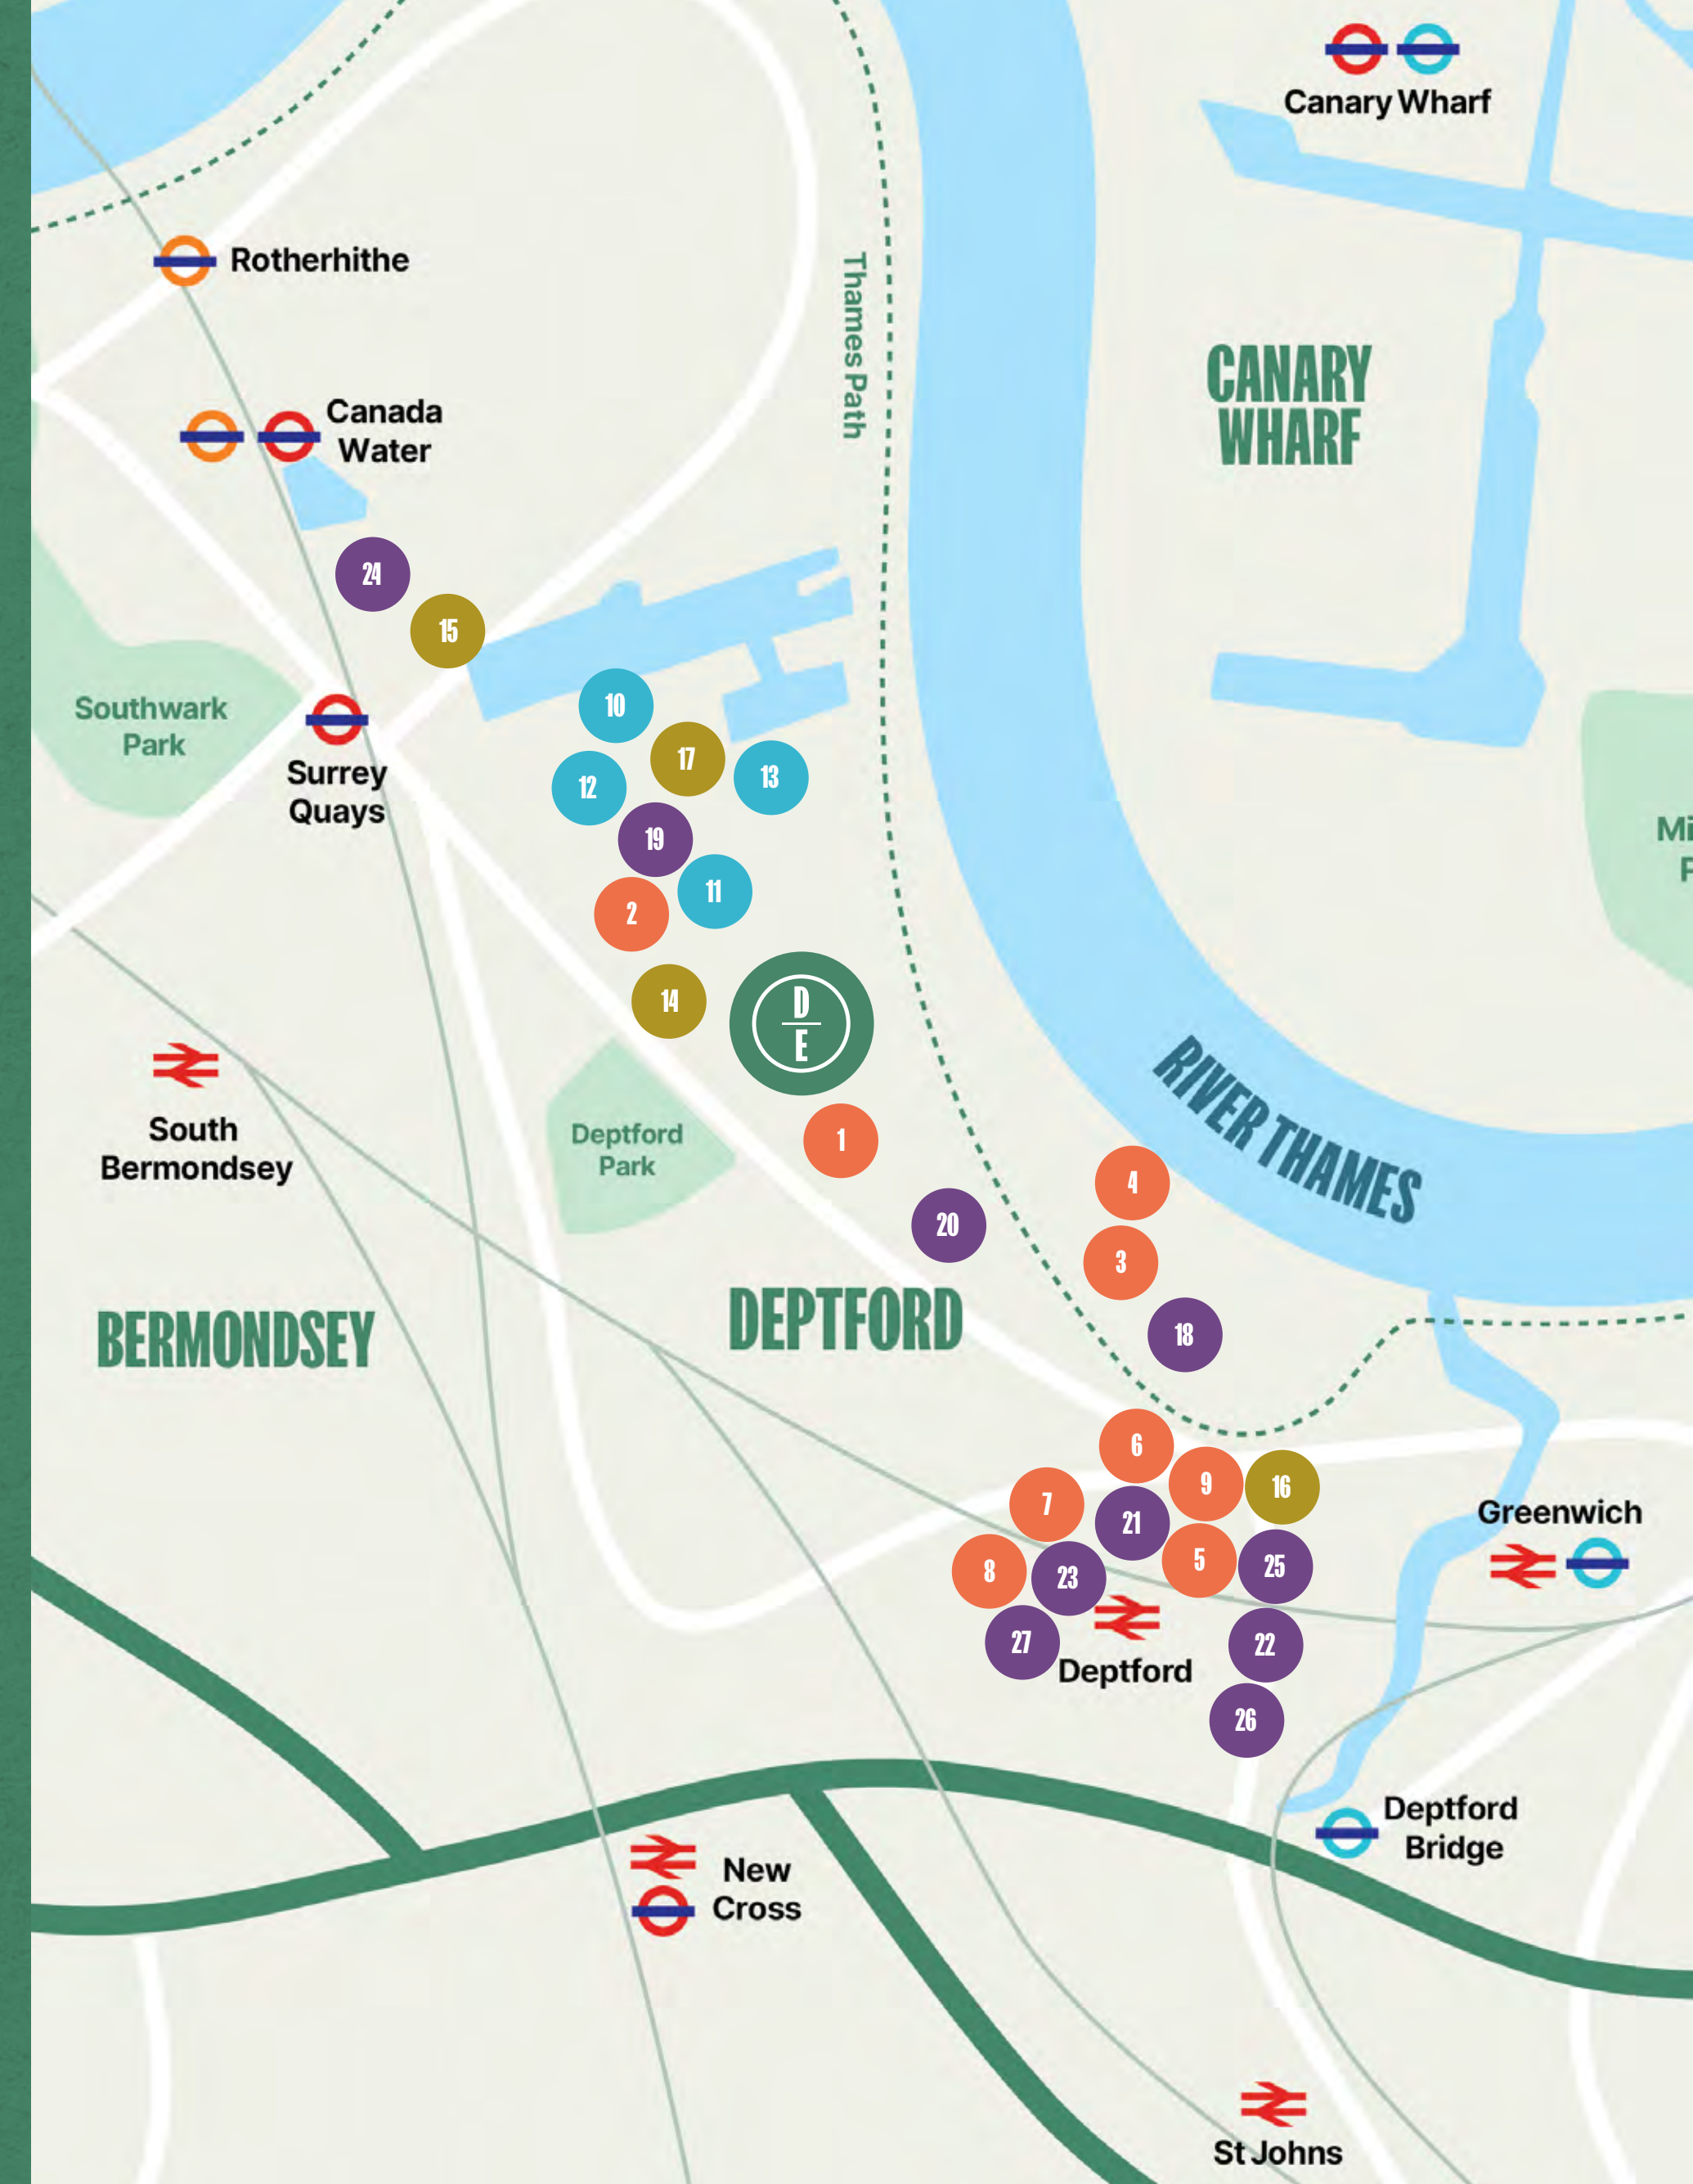 Canary Wharf
Rotherhithe
Thames Path
CANARY
WHARF
Canada
Water
24
15
10
Southwark
Park
17
13
12
Surrey
Quays
19
11
2
14
D
E
South
Bermondsey
Deptford
Park
1
4
20
3
RIVER THAMES
BERMONDSEY
DEPTFORD
18
6
9
16
7
21
Greenwich
8
23
5
25
27
22
Deptford
26
Deptford
Bridge
New
Cross
St Johns
Mi
P